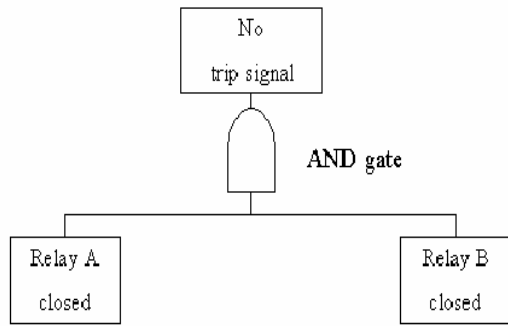 No
trip signal
AND gate
Relay A
closed
Relay B
closed